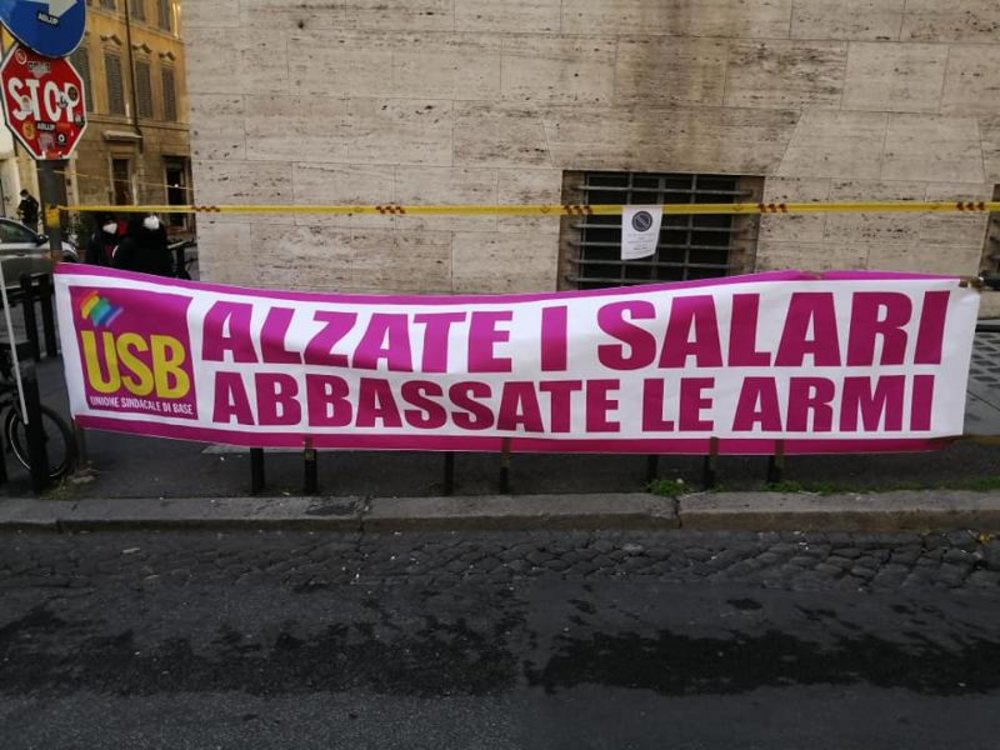 STOP
USB
UNIONE SINDACALE DI BASE
ALZATE I SALARI
ABBASSATE LE ARMI